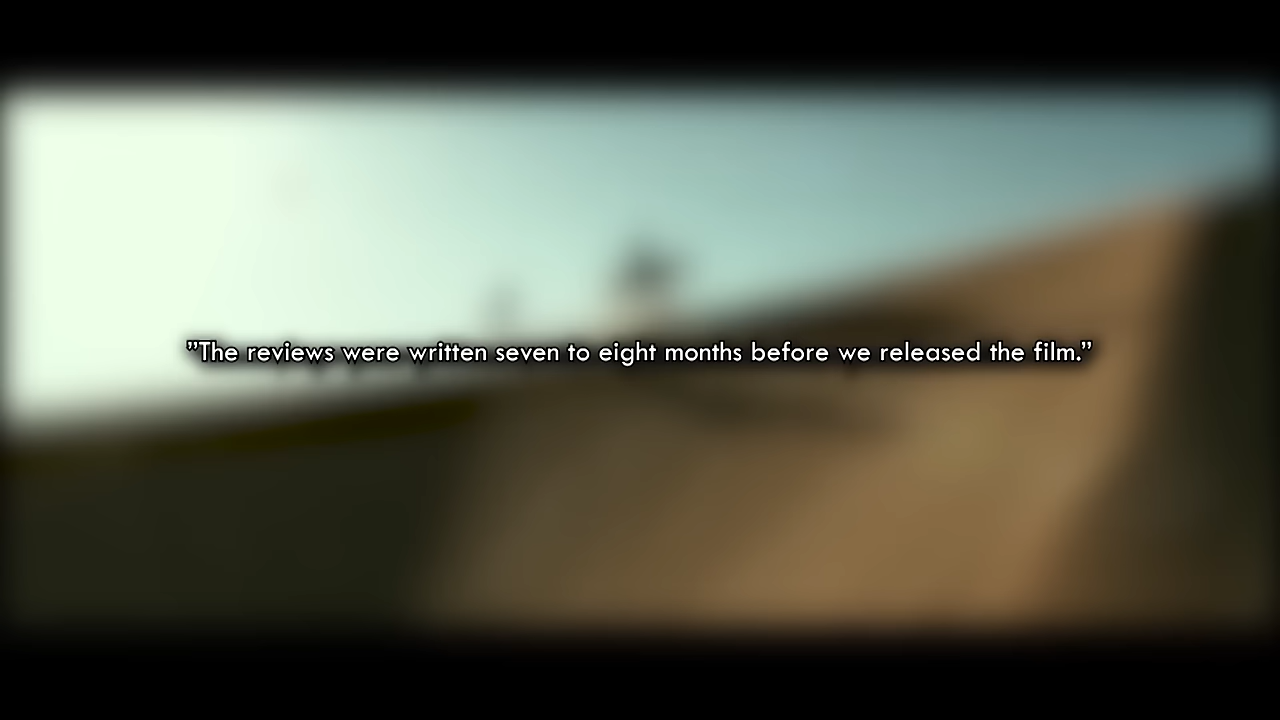 ”The reviews were written seven to eight months before we released the film.”